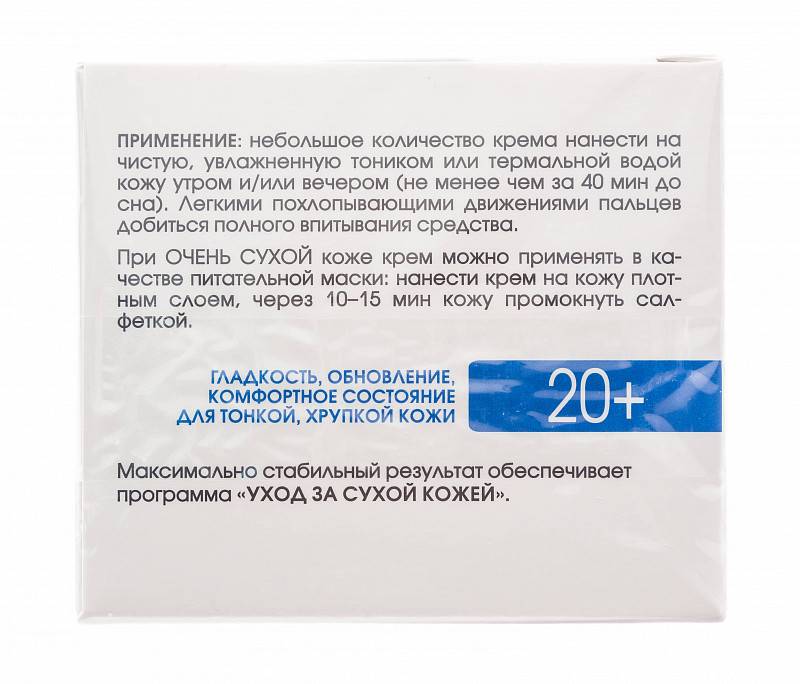 ПРИМЕНЕНИЕ: небольшое количество крема нанести на
чистую, увлажненную тоником или термальной водой
кожу утром и/или вечером (не менее чем за 40 мин до
сна). Легкими похлопывающими движениями пальцев
добиться полного впитывания средства.
При ОЧЕНЬ СУХОЙ коже крем можно применять в ка-
честве питательной маски: нанести крем на кожу плот-
ным слоем, через 10–15 мин кожу промокнуть сал-
феткой.
ГЛАДКОСТЬ, ОБНОВЛЕНИЕ,
КОМФОРТНОЕ СОСТОЯНИЕ
ДЛЯ ТОНКОЙ, ХРУПКОЙ КОЖИ
20+
Максимально стабильный результат обеспечивает
программа «УХОД ЗА СУХОЙ КОЖЕЙ».